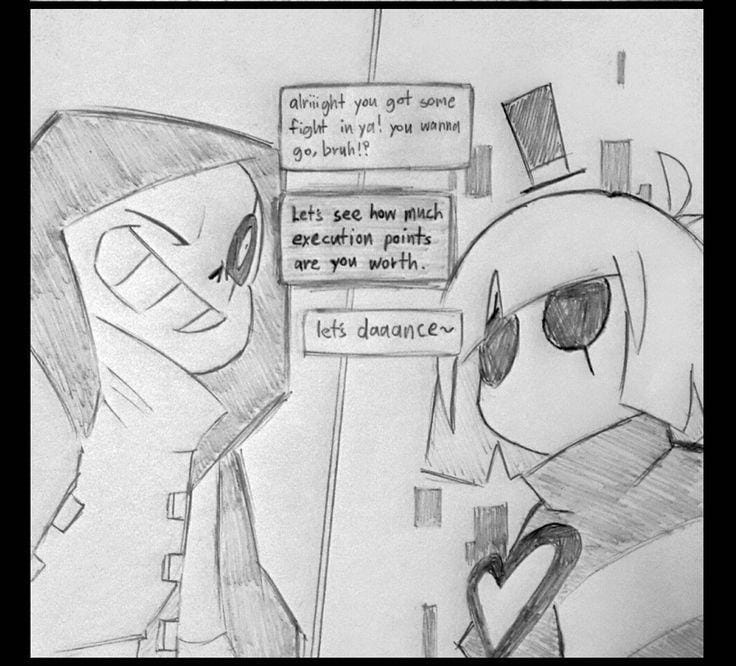 alriiight you got some
fight in ya! you wanna
go, bruh!?
Let's see how much
execution points
are you worth.
let's daaance~